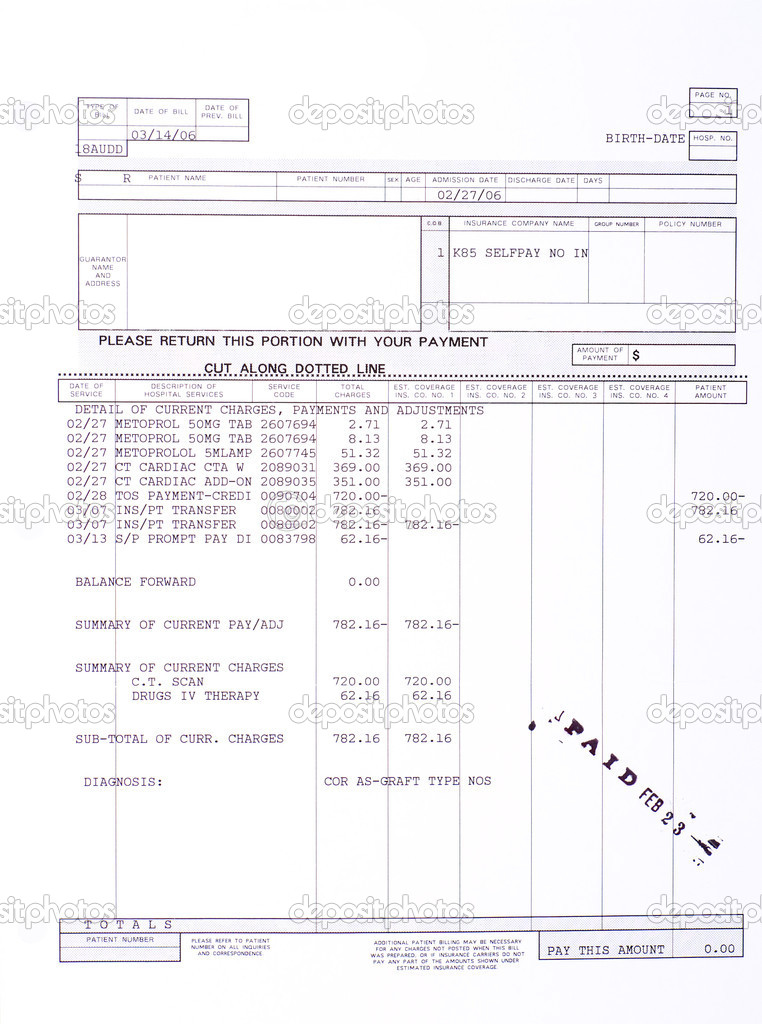 PAGE NO.
1
TYPE OF BILL DATE OF BILL DATE OF PREV. BILL
03/14/06
18AUDD
BIRTH-DATE HOSP. NO.
S R PATIENT NAME PATIENT NUMBER SEX AGE ADMISSION DATE DISCHARGE DATE DAYS
02/27/06
C.O.B INSURANCE COMPANY NAME GROUP NUMBER POLICY NUMBER
1 K85 SELFPAY NO IN
GUARANTOR
NAME
AND
ADDRESS
PLEASE RETURN THIS PORTION WITH YOUR PAYMENT
AMOUNT OF PAYMENT $
CUT ALONG DOTTED LINE
DATE OF SERVICE DESCRIPTION OF HOSPITAL SERVICES SERVICE CODE TOTAL CHARGES EST. COVERAGE INS. CO. NO. 1 EST. COVERAGE INS. CO. NO. 2 EST. COVERAGE INS. CO. NO. 3 EST. COVERAGE INS. CO. NO. 4 PATIENT AMOUNT
DETAIL OF CURRENT CHARGES, PAYMENTS AND ADJUSTMENTS
02/27 METOPROL 50MG TAB 2607694 2.71 2.71
02/27 METOPROL 50MG TAB 2607694 8.13 8.13
02/27 METOPROLOL 5MLAMP 2607745 51.32 51.32
02/27 CT CARDIAC CTA W 2089031 369.00 369.00
02/27 CT CARDIAC ADD-ON 2089035 351.00 351.00
02/28 TOS PAYMENT-CREDI 0090704 720.00- 720.00-
03/07 INS/PT TRANSFER 0080002 782.16 782.16
03/07 INS/PT TRANSFER 0080002 782.16- 782.16-
03/13 S/P PROMPT PAY DI 0083798 62.16- 62.16-
BALANCE FORWARD 0.00
SUMMARY OF CURRENT PAY/ADJ 782.16- 782.16-
SUMMARY OF CURRENT CHARGES
C.T. SCAN 720.00 720.00
DRUGS IV THERAPY 62.16 62.16
SUB-TOTAL OF CURR. CHARGES 782.16 782.16
DIAGNOSIS: COR AS-GRAFT TYPE NOS
PAID FEB 23
TOTALS
PATIENT NUMBER
PLEASE REFER TO PATIENT
NUMBER ON ALL INQUIRIES
AND CORRESPONDENCE.
ADDITIONAL PATIENT BILLING MAY BE NECESSARY
FOR ANY CHARGES NOT POSTED WHEN THIS BILL
WAS PREPARED, OR IF INSURANCE CARRIERS DO NOT
PAY ANY PART OF THE AMOUNTS SHOWN UNDER
ESTIMATED INSURANCE COVERAGE.
PAY THIS AMOUNT 0.00
depositphotos